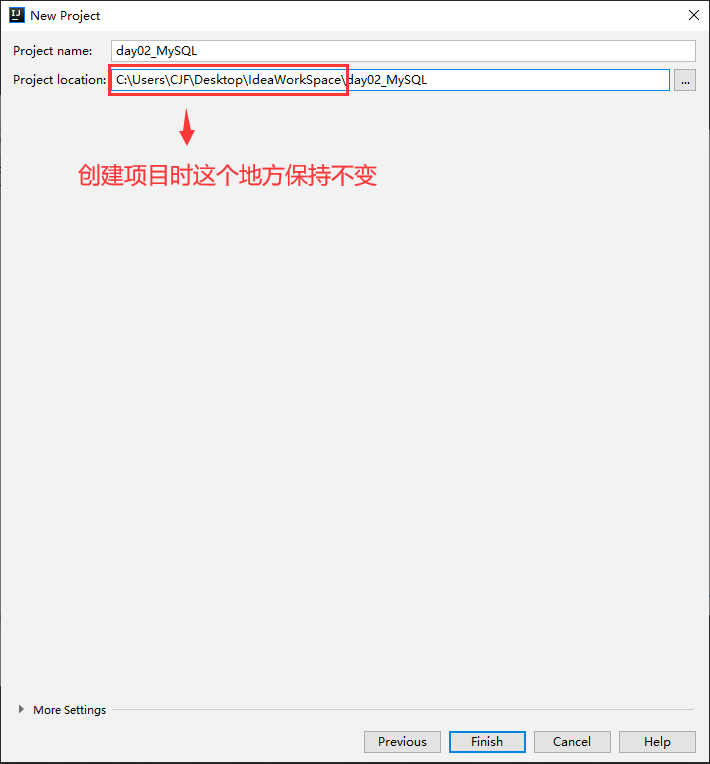 New Project
Project name: day02_MySQL
Project location: C:\Users\CJF\Desktop\IdeaWorkSpace\day02_MySQL ...
创建项目时这个地方保持不变
More Settings
Previous Finish Cancel Help